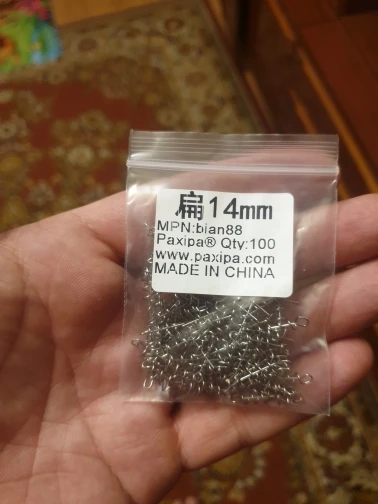 扁14mm
MPN:bian88
Paxipa® Qty:100
www.paxipa.com
MADE IN CHINA